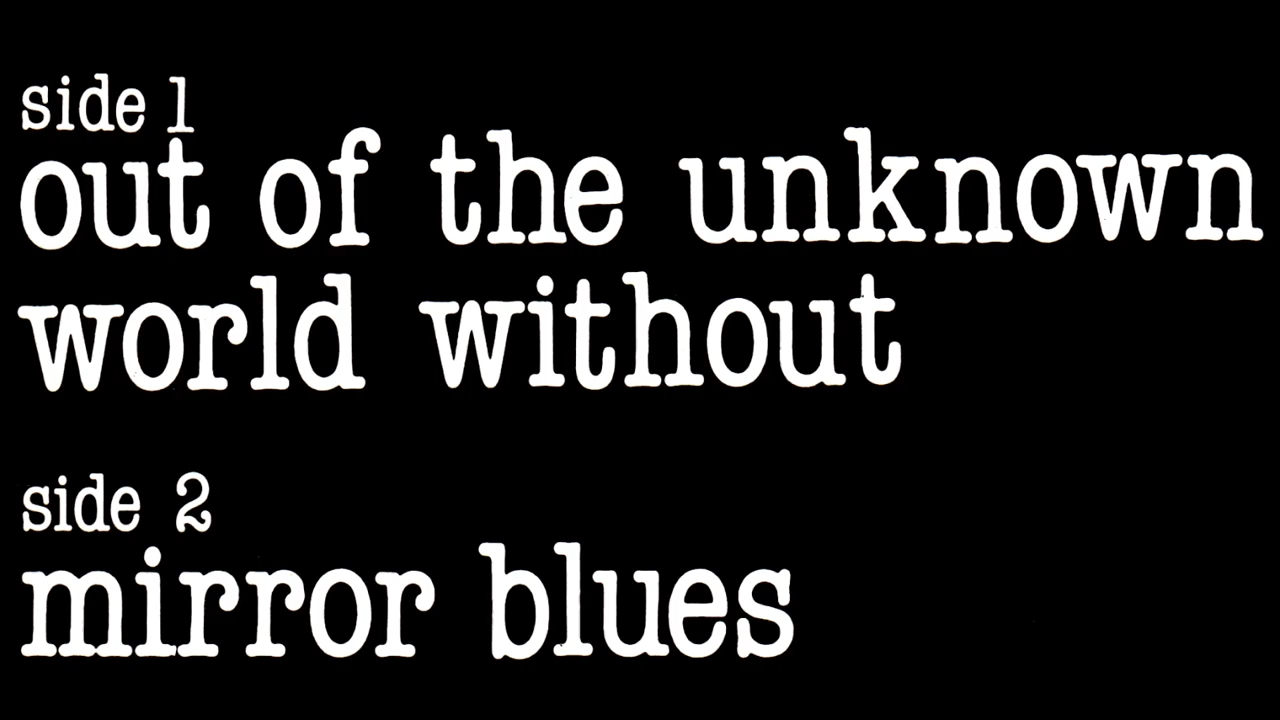 side 1
out of the unknown
world without
side 2
mirror blues